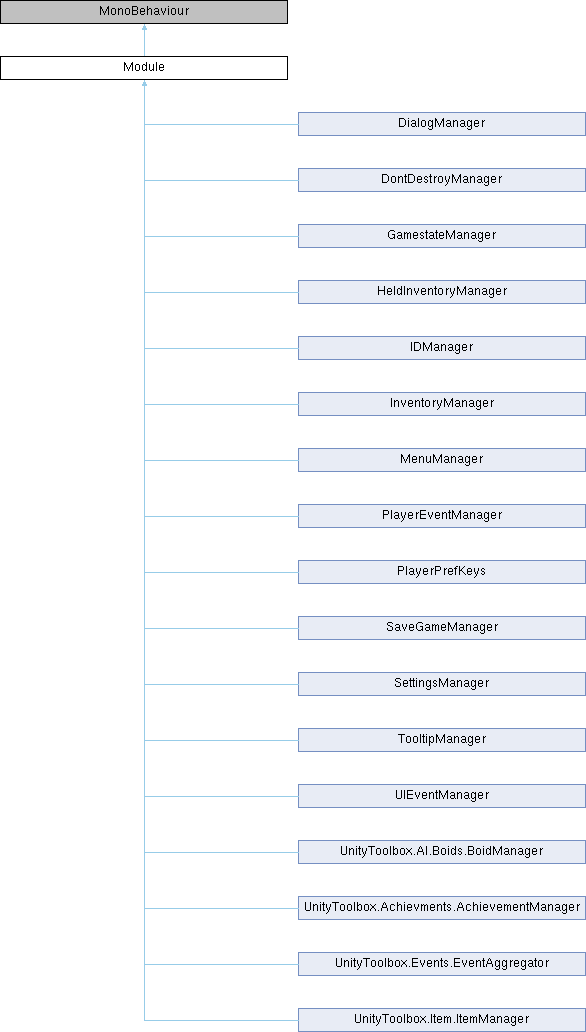 MonoBehaviour
Module
DialogManager
DontDestroyManager
GamestateManager
HeldInventoryManager
IDManager
InventoryManager
MenuManager
PlayerEventManager
PlayerPrefKeys
SaveGameManager
SettingsManager
TooltipManager
UIEventManager
UnityToolbox.AI.Boids.BoidManager
UnityToolbox.Achievments.AchievementManager
UnityToolbox.Events.EventAggregator
UnityToolbox.Item.ItemManager